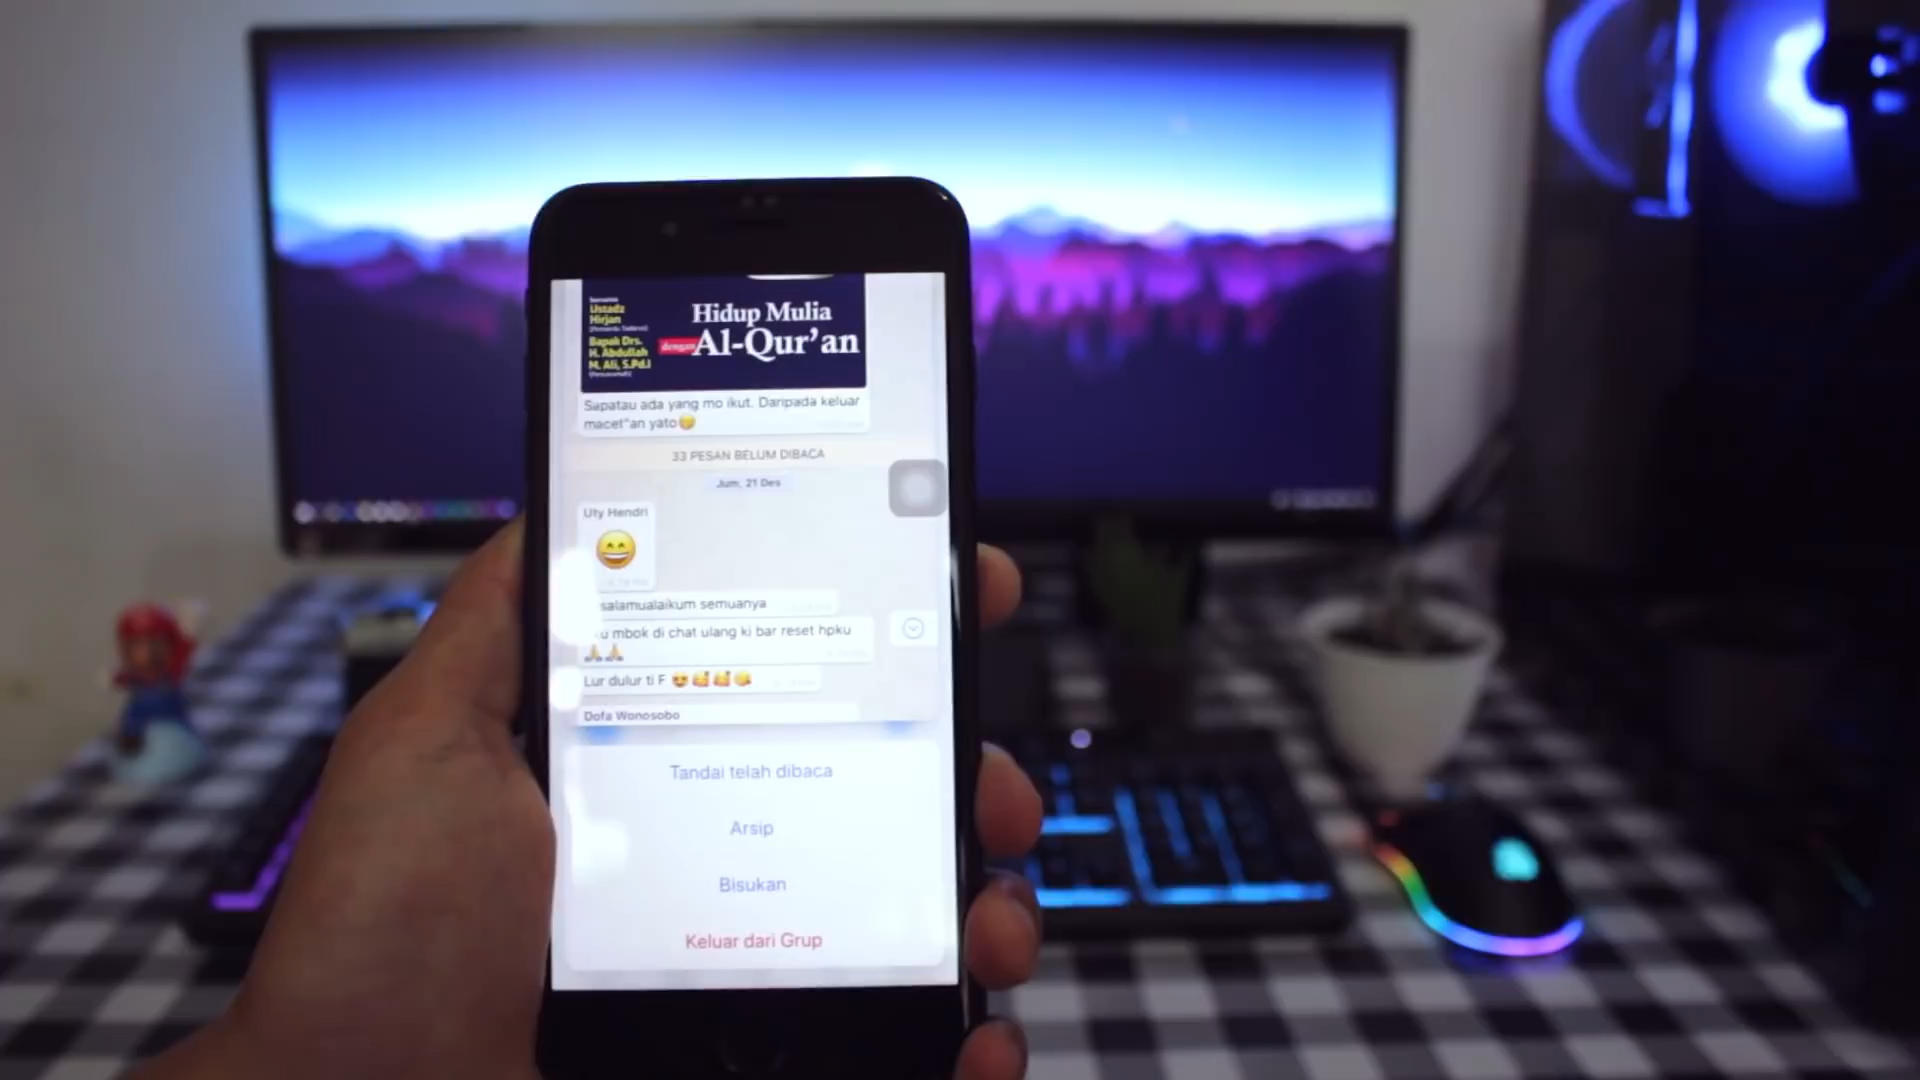 Bersama
Ustadz
Hirjan
Bapak Drs.
H. Abdullah
M. Ali, S.Pd.I
Hidup Mulia
dengan Al-Qur'an
Sapatau ada yang mo ikut. Daripada keluar
macet"an yato
33 PESAN BELUM DIBACA
Jum, 21 Des
Uty Hendri
😄
salamualaikum semuanya
u mbok di chat ulang ki bar reset hpku
🙏🙏
Lur dulur ti F
Dofa Wonosobo
Tandai telah dibaca
Arsip
Bisukan
Keluar dari Grup